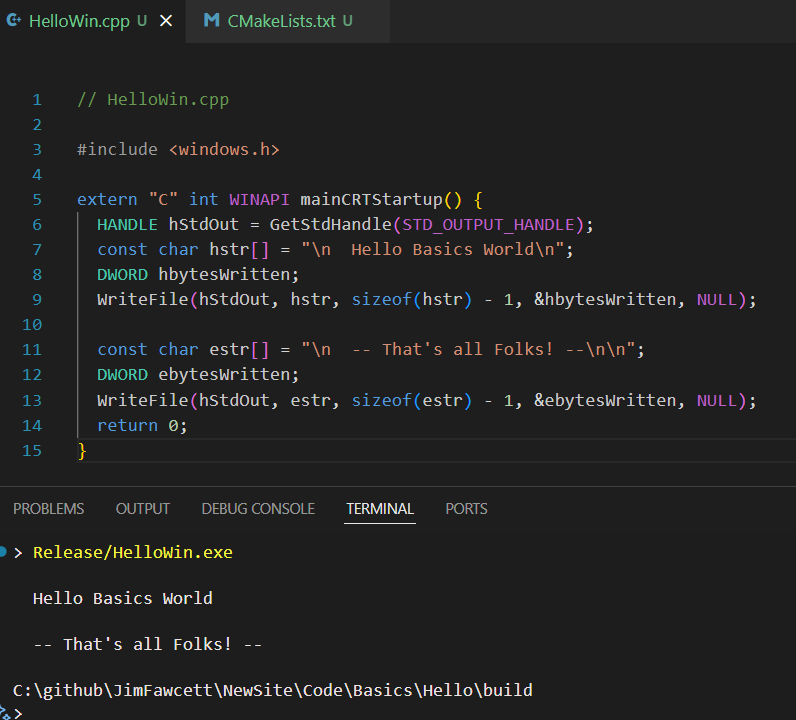 HelloWin.cpp U × CMakeLists.txt U
1 // HelloWin.cpp
2
3 #include <windows.h>
4
5 extern "C" int WINAPI mainCRTStartup() {
6   HANDLE hStdOut = GetStdHandle(STD_OUTPUT_HANDLE);
7   const char hstr[] = "\n  Hello Basics World\n";
8   DWORD hbytesWritten;
9   WriteFile(hStdOut, hstr, sizeof(hstr) - 1, &hbytesWritten, NULL);
10
11   const char estr[] = "\n  -- That's all Folks! --\n\n";
12   DWORD ebytesWritten;
13   WriteFile(hStdOut, estr, sizeof(estr) - 1, &ebytesWritten, NULL);
14   return 0;
15 }
PROBLEMS OUTPUT DEBUG CONSOLE TERMINAL PORTS
> Release/HelloWin.exe
  Hello Basics World
  -- That's all Folks! --
C:\github\JimFawcett\NewSite\Code\Basics\Hello\build
>